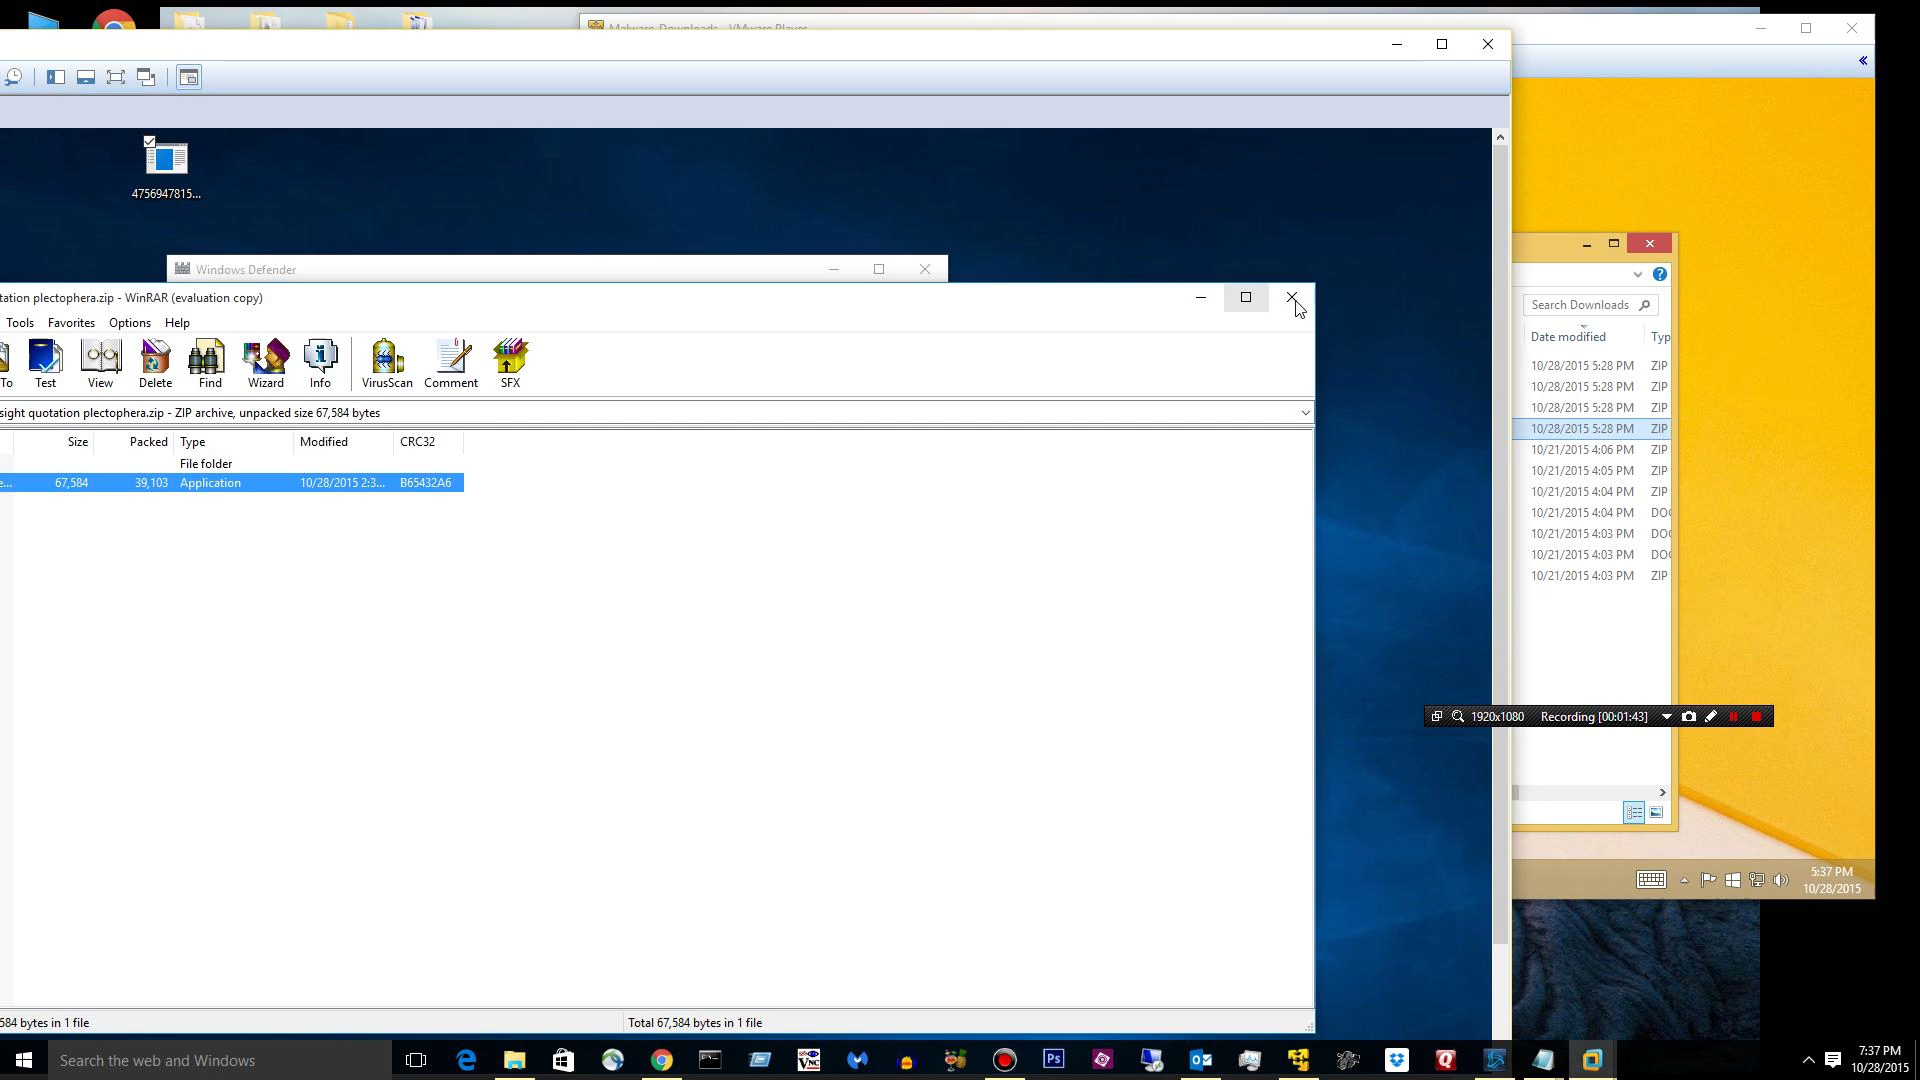 Malware-Downloads - VMware Player
4756947815...
Windows Defender
tation plectophera.zip - WinRAR (evaluation copy)
Tools Favorites Options Help
To Test View Delete Find Wizard Info VirusScan Comment SFX
sight quotation plectophera.zip - ZIP archive, unpacked size 67,584 bytes
Size Packed Type Modified CRC32
File folder
e... 67,584 39,103 Application 10/28/2015 2:3... B65432A6
584 bytes in 1 file
Total 67,584 bytes in 1 file
Search Downloads
Date modified Typ
10/28/2015 5:28 PM ZIP
10/28/2015 5:28 PM ZIP
10/28/2015 5:28 PM ZIP
10/28/2015 5:28 PM ZIP
10/21/2015 4:06 PM ZIP
10/21/2015 4:05 PM ZIP
10/21/2015 4:04 PM ZIP
10/21/2015 4:04 PM DOC
10/21/2015 4:03 PM DOC
10/21/2015 4:03 PM DOC
10/21/2015 4:03 PM ZIP
1920x1080 Recording [00:01:43]
5:37 PM
10/28/2015
Search the web and Windows
Ps
7:37 PM
10/28/2015